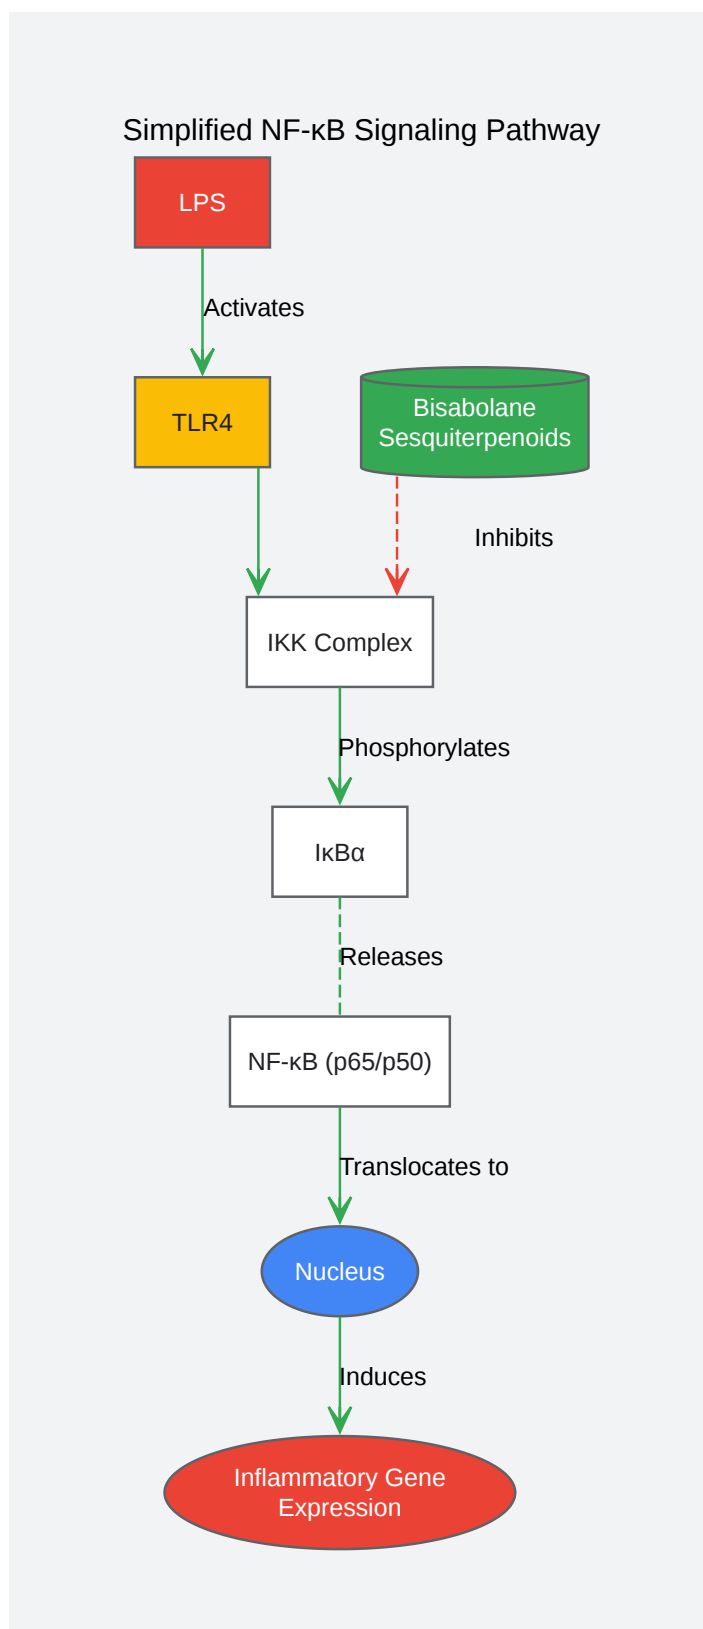 Simplified NF-κB Signaling Pathway
LPS
Activates
TLR4
Bisabolane
Sesquiterpenoids
Inhibits
IKK Complex
Phosphorylates
IκBα
Releases
NF-κB (p65/p50)
Translocates to
Nucleus
Induces
Inflammatory Gene
Expression